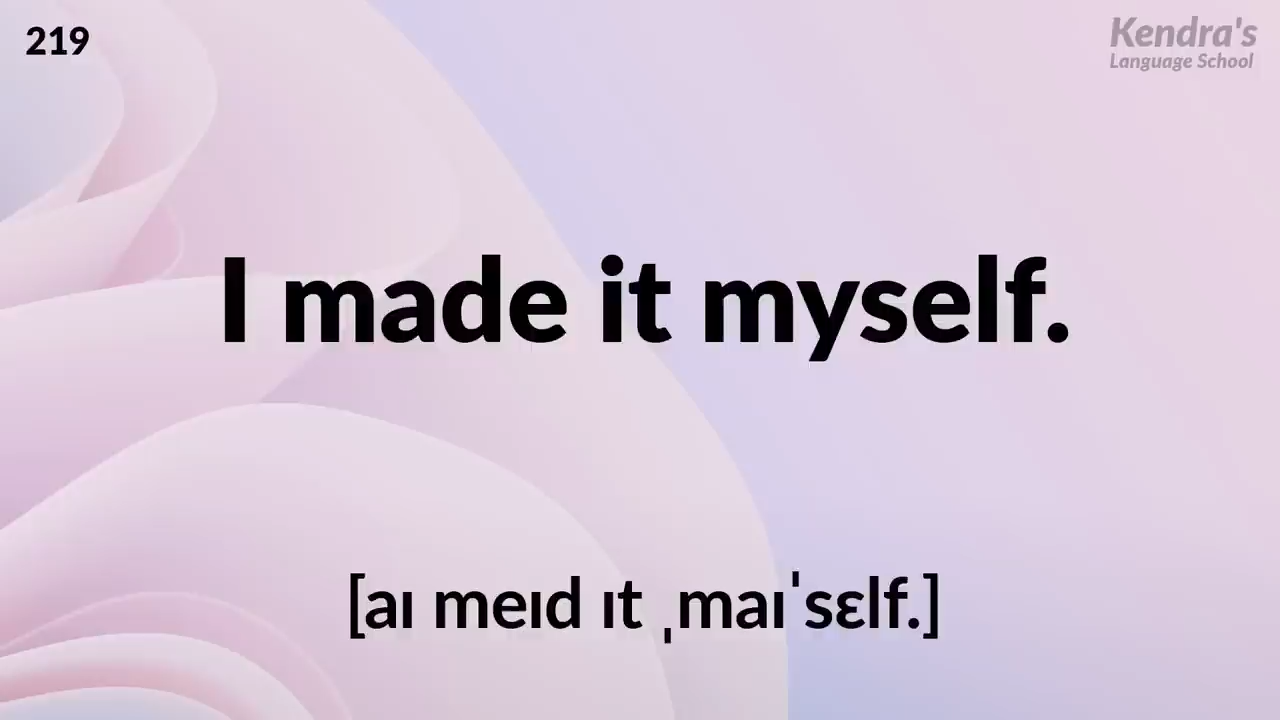 219
Kendra's
Language School
I made it myself.
[aɪ meɪd ɪt ˌmaɪˈsɛlf.]